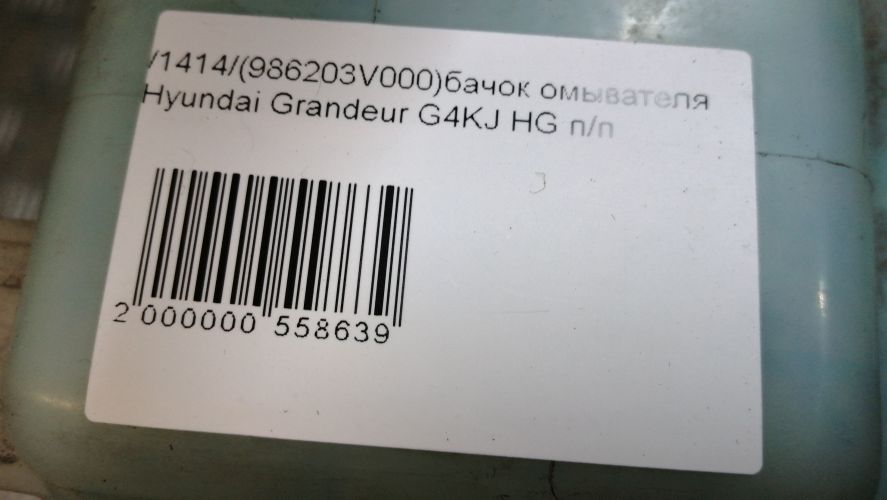 /1414/(986203V000)бачок омывателя
Hyundai Grandeur G4KJ HG п/п
2 000000 558639